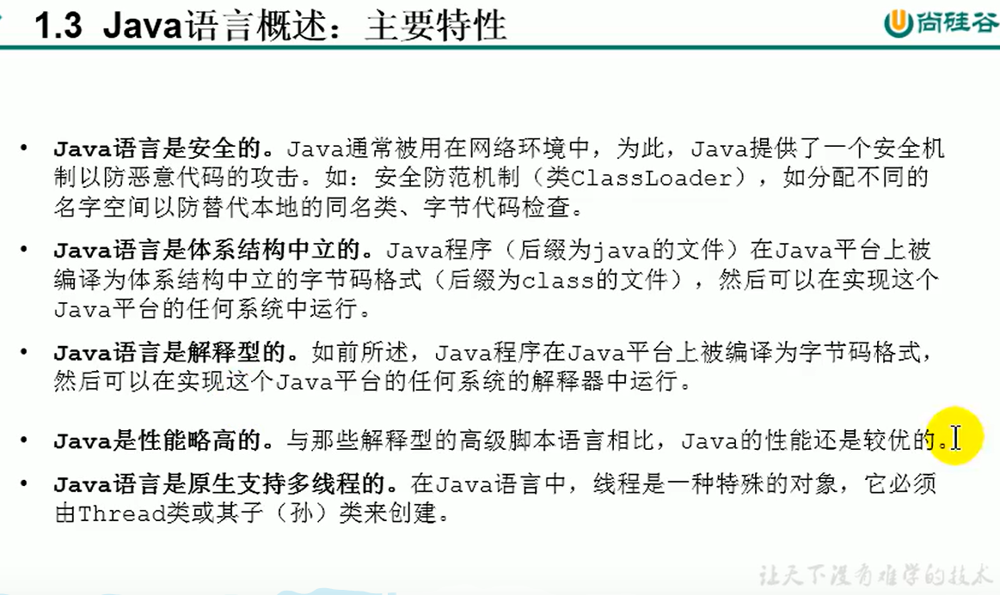 1.3 Java语言概述：主要特性
尚硅谷
• Java语言是安全的。Java通常被用在网络环境中，为此，Java提供了一个安全机
制以防恶意代码的攻击。如：安全防范机制（类ClassLoader），如分配不同的
名字空间以防替代本地的同名类、字节代码检查。
• Java语言是体系结构中立的。Java程序（后缀为java的文件）在Java平台上被
编译为体系结构中立的字节码格式（后缀为class的文件），然后可以在实现这个
Java平台的任何系统中运行。
• Java语言是解释型的。如前所述，Java程序在Java平台上被编译为字节码格式，
然后可以在实现这个Java平台的任何系统的解释器中运行。
• Java是性能略高的。与那些解释型的高级脚本语言相比，Java的性能还是较优的。
• Java语言是原生支持多线程的。在Java语言中，线程是一种特殊的对象，它必须
由Thread类或其子（孙）类来创建。
让天下没有难学的技术